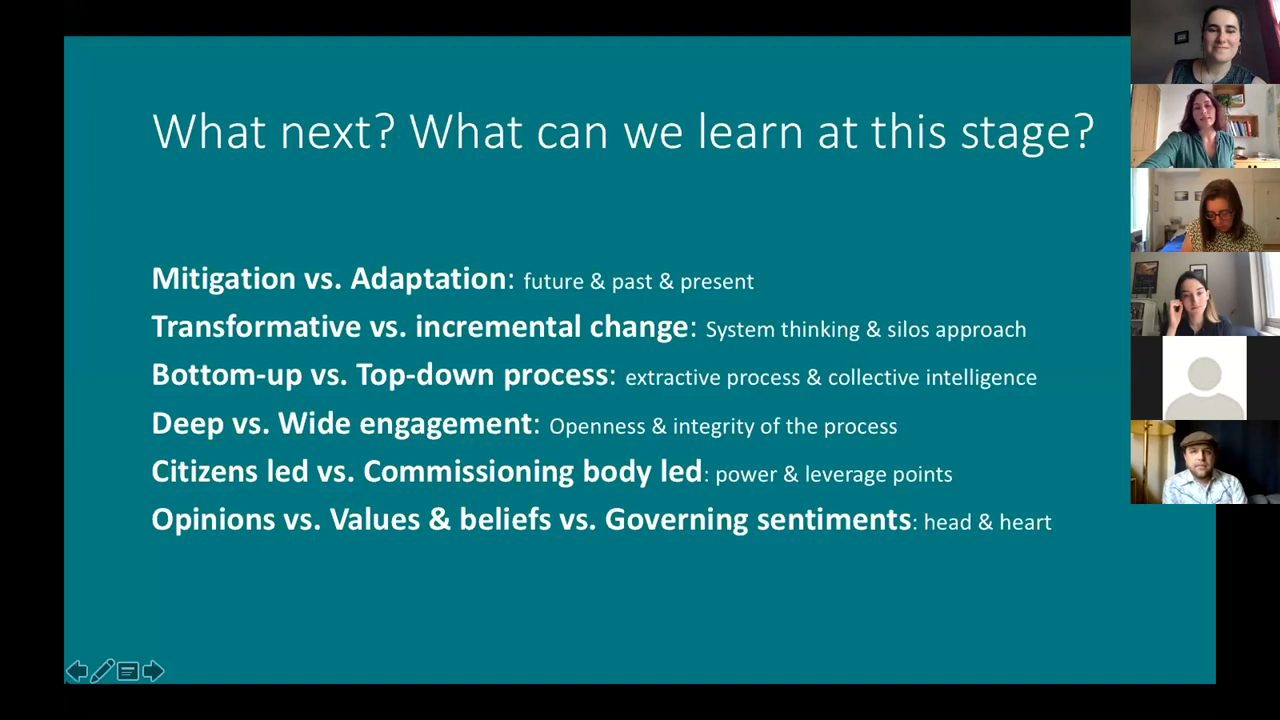 What next? What can we learn at this stage?
Mitigation vs. Adaptation: future & past & present
Transformative vs. incremental change: System thinking & silos approach
Bottom-up vs. Top-down process: extractive process & collective intelligence
Deep vs. Wide engagement: Openness & integrity of the process
Citizens led vs. Commissioning body led: power & leverage points
Opinions vs. Values & beliefs vs. Governing sentiments: head & heart